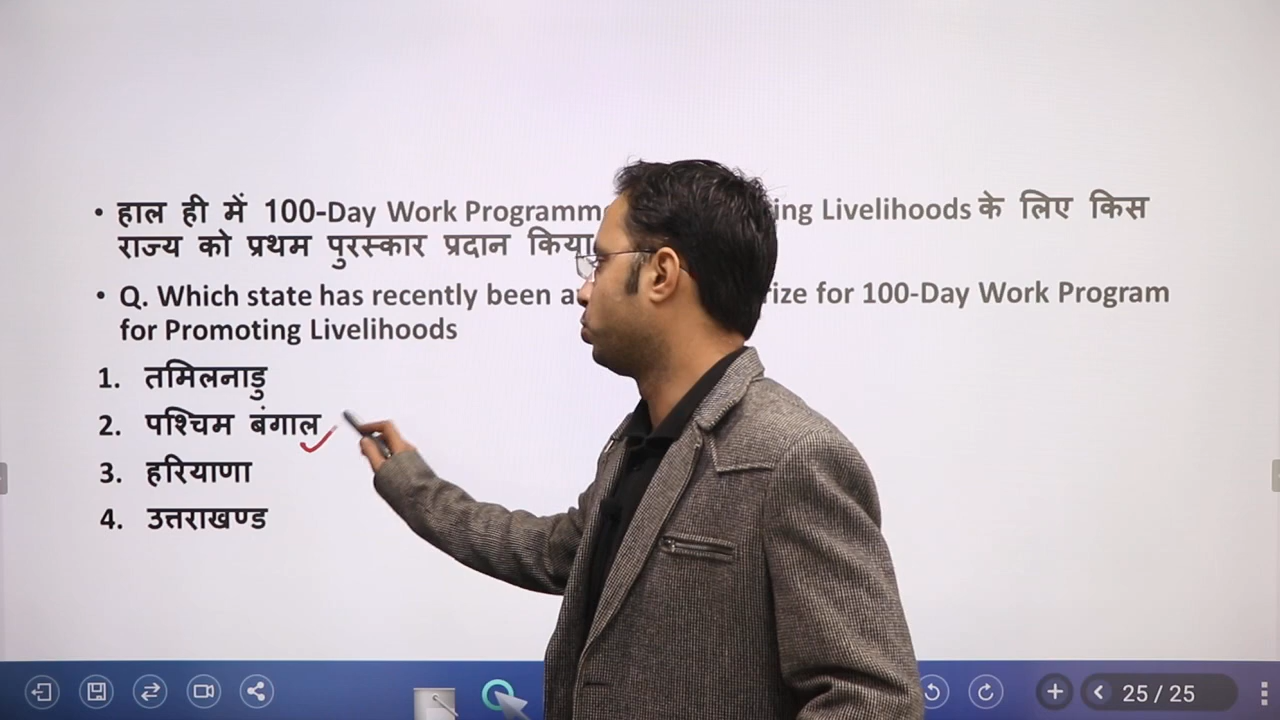 • हाल ही में 100-Day Work Programm ing Livelihoods के लिए किस
राज्य को प्रथम पुरस्कार प्रदान किया
• Q. Which state has recently been a rize for 100-Day Work Program
for Promoting Livelihoods
1. तमिलनाडु
2. पश्चिम बंगाल
3. हरियाणा
4. उत्तराखण्ड
25 / 25